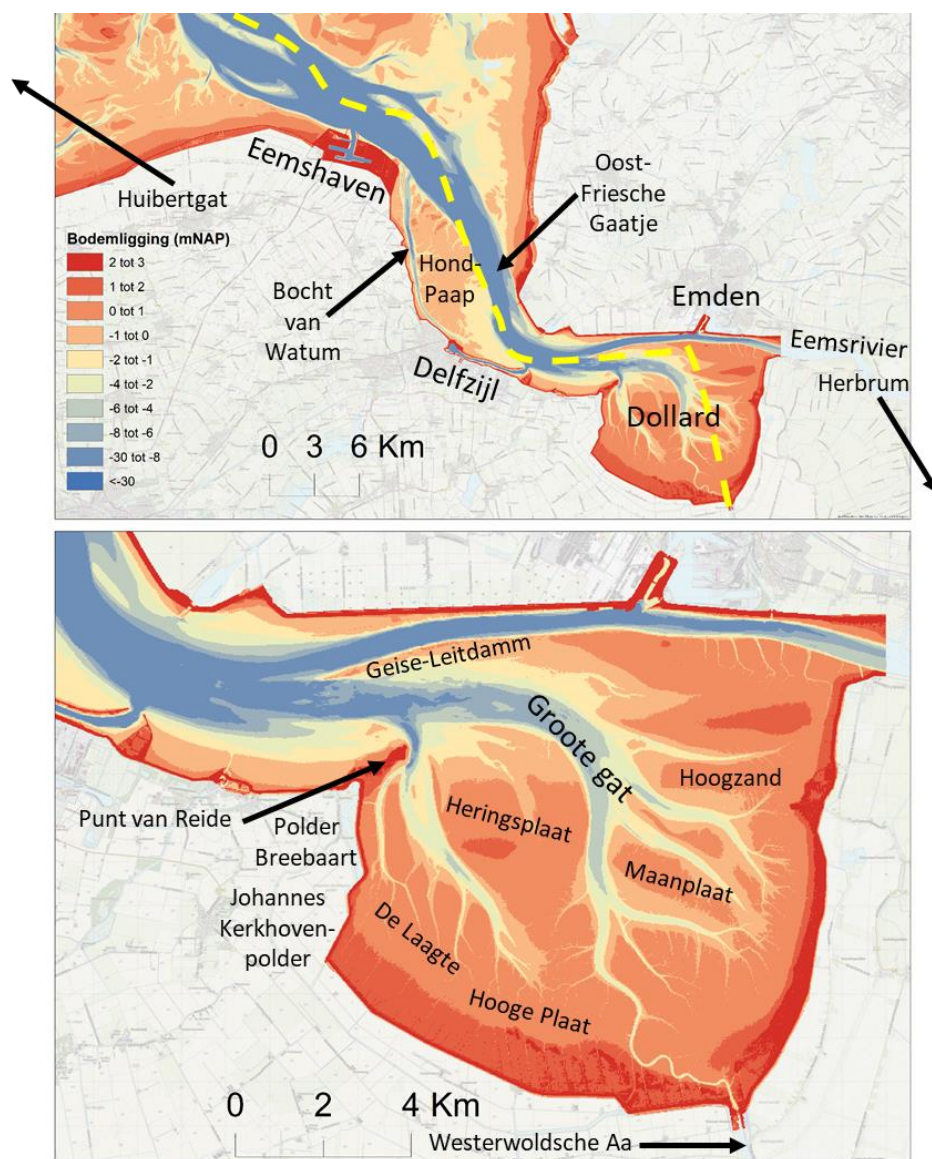 Eemshaven
Huibertgat
Oost-
Friesche
Gaatje
Bodemligging (mNAP)
2 tot 3
1 tot 2
0 tot 1
-1 tot 0
-2 tot -1
-4 tot -2
-6 tot -4
-8 tot -6
-30 tot -8
<-30
Hond-
Paap
Bocht
van
Watum
Emden
Eemsrivier
Herbrum
Delfzijl
Dollard
0 3 6 Km
Geise-Leitdamm
Groote gat
Hoogzand
Punt van Reide
Heringsplaat
Polder
Breebaart
Maanplaat
Johannes
Kerkhoven-
polder
De Laagte
Hooge Plaat
0 2 4 Km
Westerwoldsche Aa